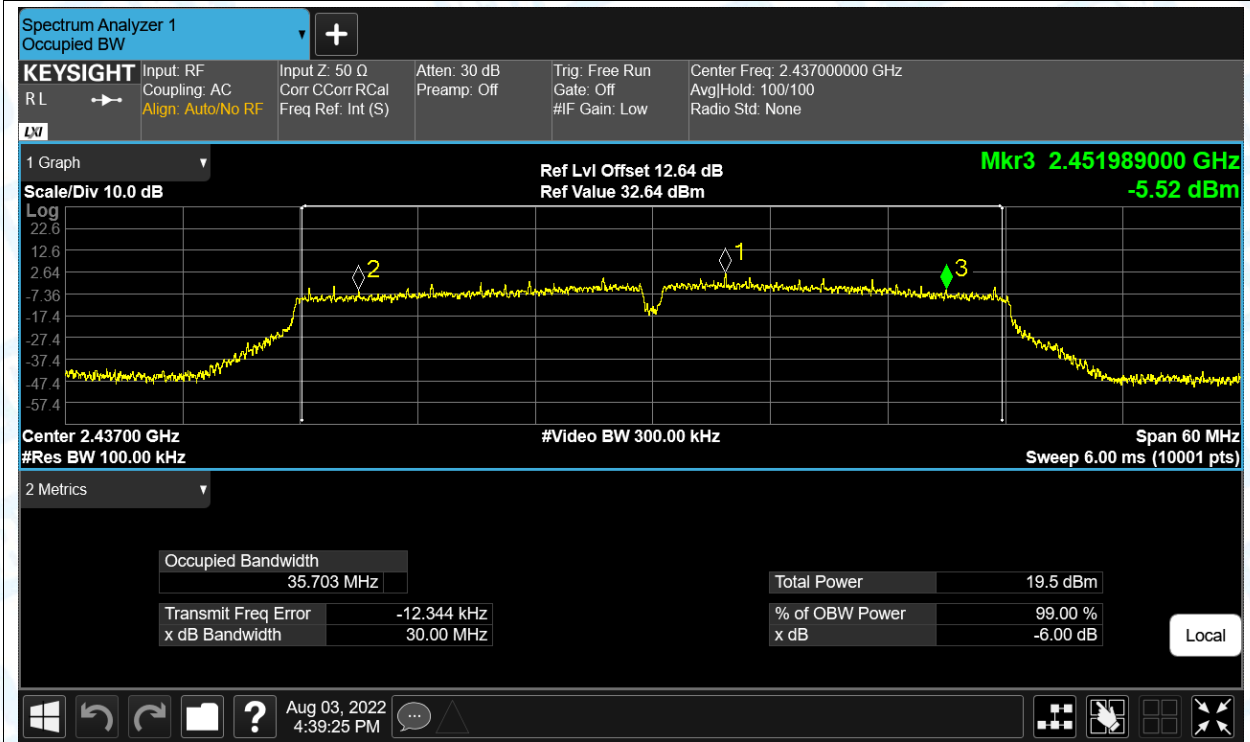 Spectrum Analyzer 1
Occupied BW
KEYSIGHT
R L
LXI
Input: RF
Coupling: AC
Align: Auto/No RF
Input Z: 50 Ω
Corr CCorr RCal
Freq Ref: Int (S)
Atten: 30 dB
Preamp: Off
Trig: Free Run
Gate: Off
#IF Gain: Low
Center Freq: 2.437000000 GHz
Avg|Hold: 100/100
Radio Std: None
1 Graph
Scale/Div 10.0 dB
Ref Lvl Offset 12.64 dB
Ref Value 32.64 dBm
Mkr3 2.451989000 GHz
-5.52 dBm
Log
22.6
12.6
2.64
-7.36
-17.4
-27.4
-37.4
-47.4
-57.4
2
1
3
Center 2.43700 GHz
#Res BW 100.00 kHz
#Video BW 300.00 kHz
Span 60 MHz
Sweep 6.00 ms (10001 pts)
2 Metrics
Occupied Bandwidth
35.703 MHz
Transmit Freq Error -12.344 kHz
x dB Bandwidth 30.00 MHz
Total Power 19.5 dBm
% of OBW Power 99.00 %
x dB -6.00 dB
Local
?
Aug 03, 2022
4:39:25 PM